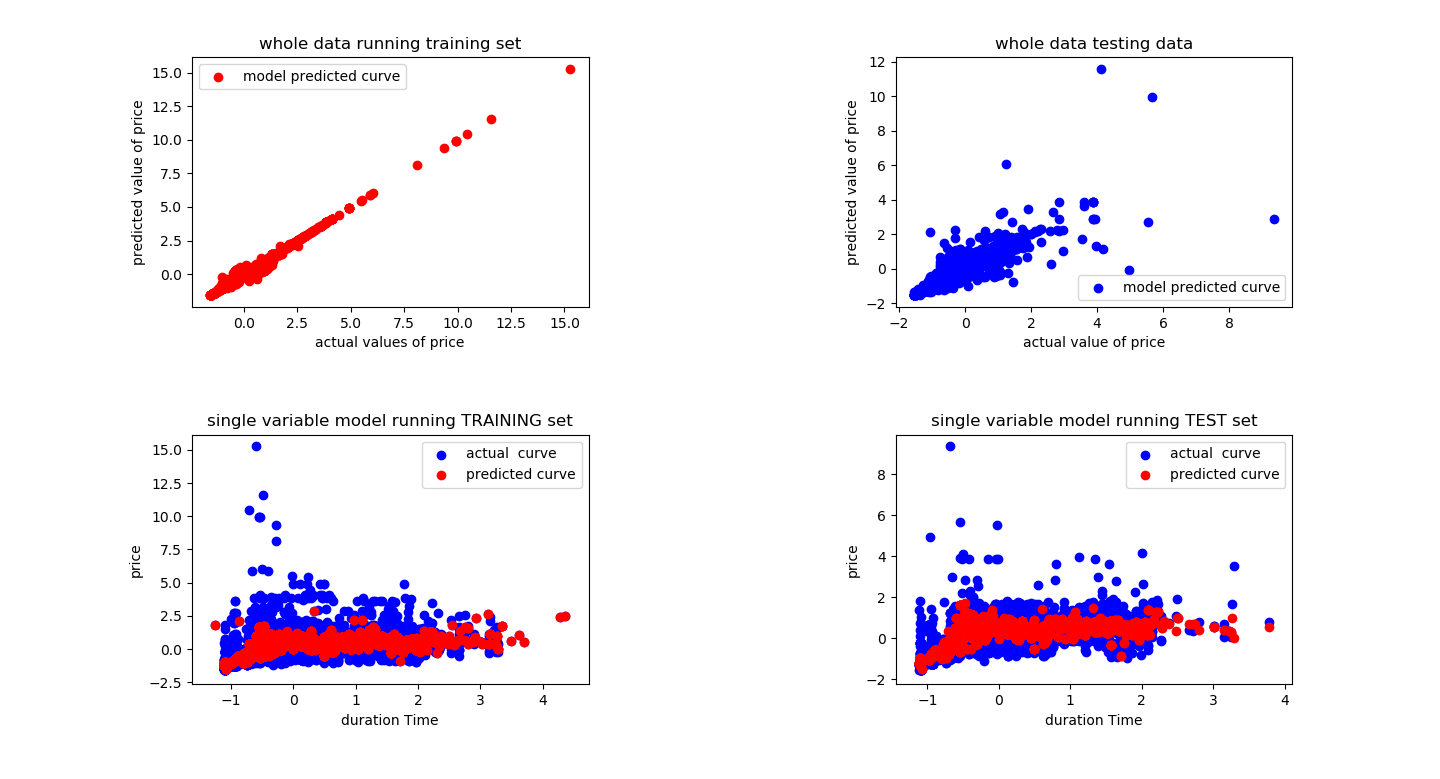 whole data running training set
model predicted curve
15.0
12.5
10.0
7.5
5.0
2.5
0.0
predicted value of price
0.0 2.5 5.0 7.5 10.0 12.5 15.0
actual values of price
whole data testing data
12
10
8
6
4
2
0
−2
predicted value of price
model predicted curve
−2 0 2 4 6 8
actual value of price
single variable model running TRAINING set
actual curve
predicted curve
15.0
12.5
10.0
7.5
5.0
2.5
0.0
−2.5
price
−1 0 1 2 3 4
duration Time
single variable model running TEST set
actual curve
predicted curve
8
6
4
2
0
−2
price
−1 0 1 2 3 4
duration Time